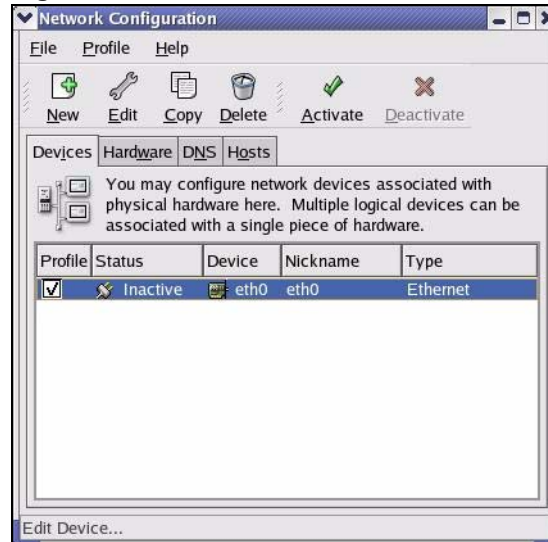 Network Configuration
File Profile Help
New Edit Copy Delete Activate Deactivate
Devices Hardware DNS Hosts
You may configure network devices associated with
physical hardware here. Multiple logical devices can be
associated with a single piece of hardware.
Profile Status Device Nickname Type
Inactive eth0 eth0 Ethernet
Edit Device...